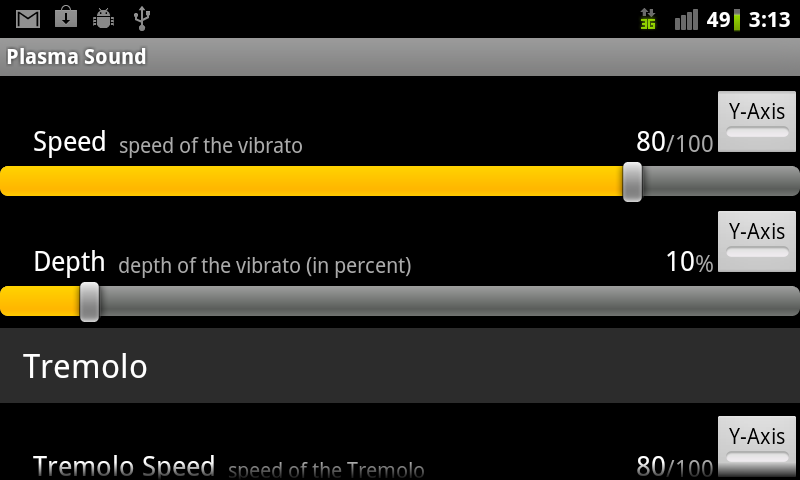 3G 49 3:13
Plasma Sound
Speed speed of the vibrato 80/100 Y-Axis
Depth depth of the vibrato (in percent) 10% Y-Axis
Tremolo
Tremolo Speed speed of the Tremolo 80/100 Y-Axis